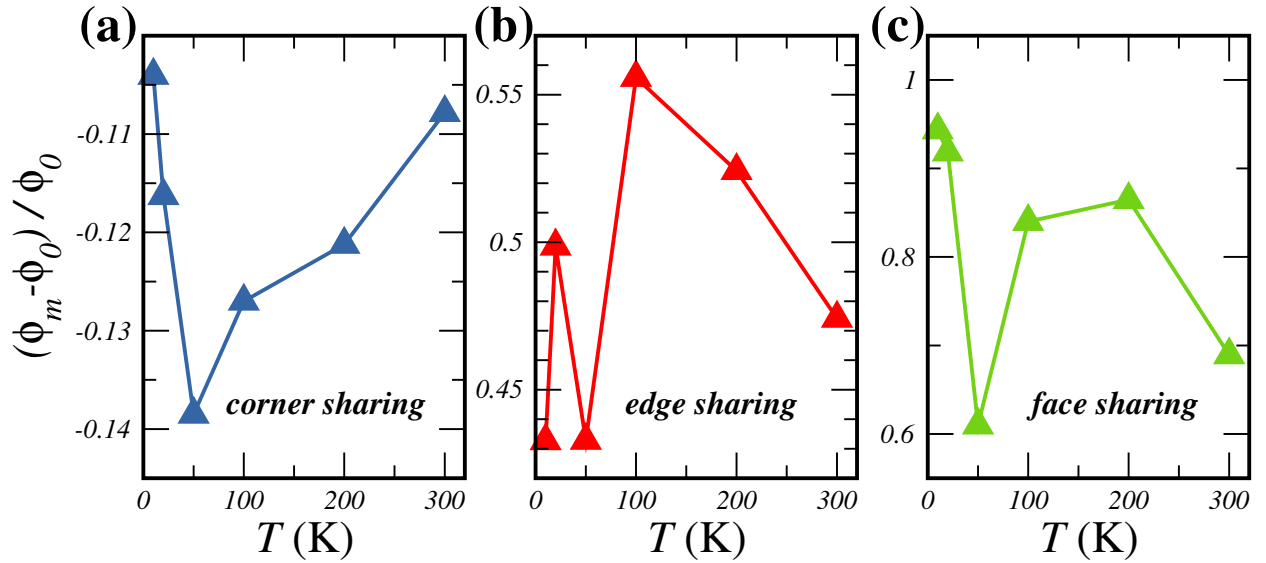 (a)
(ϕm-ϕ0) / ϕ0
-0.11
-0.12
-0.13
-0.14
corner sharing
0 100 200 300
T (K)
(b)
0.55
0.5
0.45
edge sharing
0 100 200 300
T (K)
(c)
1
0.8
0.6
face sharing
0 100 200 300
T (K)